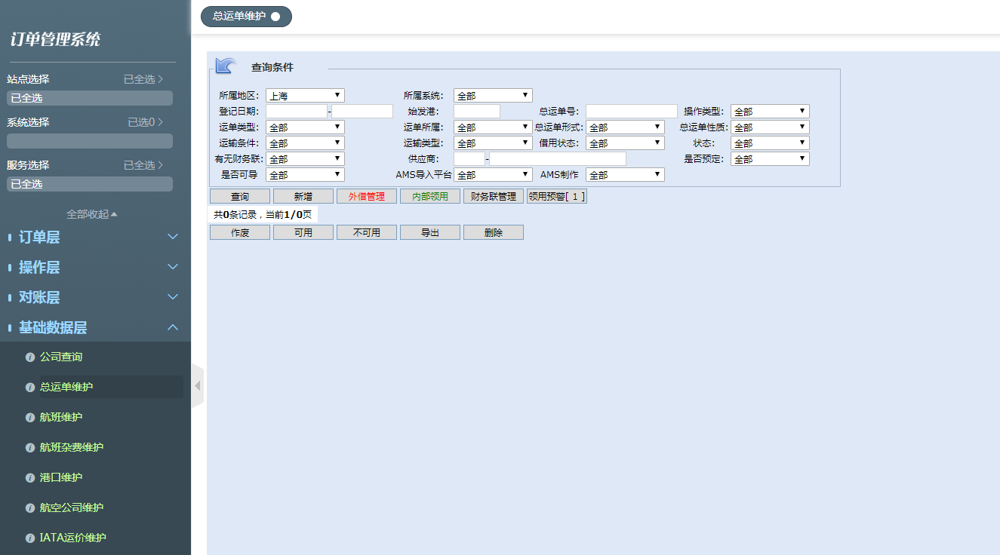 订单管理系统
站点选择 已全选
已全选
系统选择 已选0
服务选择 已全选
已全选
全部收起
订单层
操作层
对账层
基础数据层
公司查询
总运单维护
航班维护
航班杂费维护
港口维护
航空公司维护
IATA运价维护
总运单维护
查询条件
所属地区: 上海 所属系统: 全部
登记日期: - 始发港: 总运单号: 操作类型: 全部
运单类型: 全部 运单所属: 全部 总运单形式: 全部 总运单性质: 全部
运输条件: 全部 运输类型: 全部 借用状态: 全部 状态: 全部
有无财务联: 全部 供应商: - 是否预定: 全部
是否可导 全部 AMS导入平台 全部 AMS制作 全部
查询 新增 外借管理 内部领用 财务联管理 领用预警[ 1 ]
共0条记录，当前1/0页
作废 可用 不可用 导出 删除